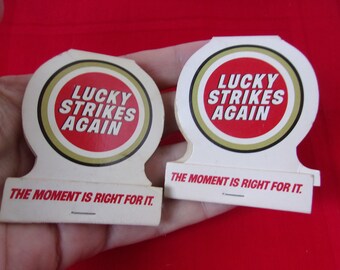 LUCKY
STRIKES
AGAIN
THE MOMENT IS RIGHT FOR IT.
LUCKY
STRIKES
AGAIN
THE MOMENT IS RIGHT FOR IT.